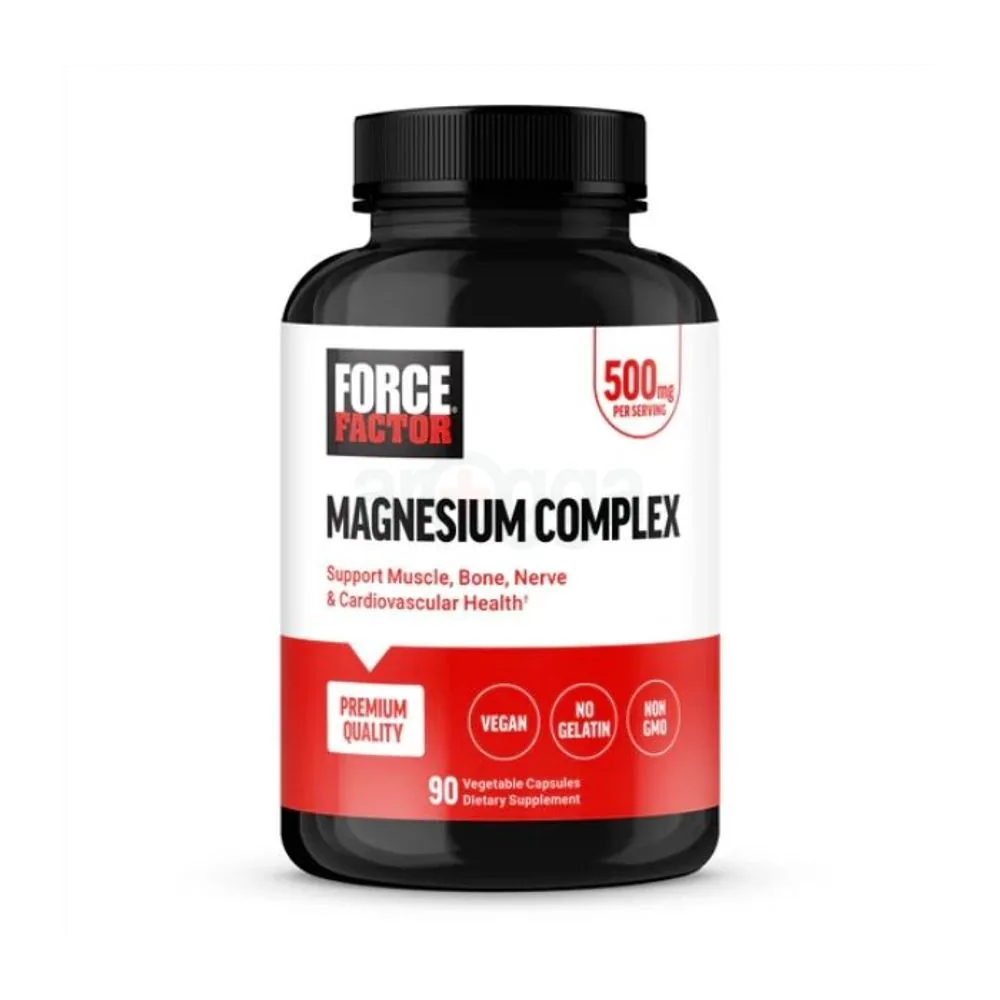 FORCE
FACTOR®
500mg
PER SERVING
arogga
MAGNESIUM COMPLEX
Support Muscle, Bone, Nerve
& Cardiovascular Health†
PREMIUM
QUALITY
VEGAN
NO
GELATIN
NON
GMO
90 Vegetable Capsules
Dietary Supplement